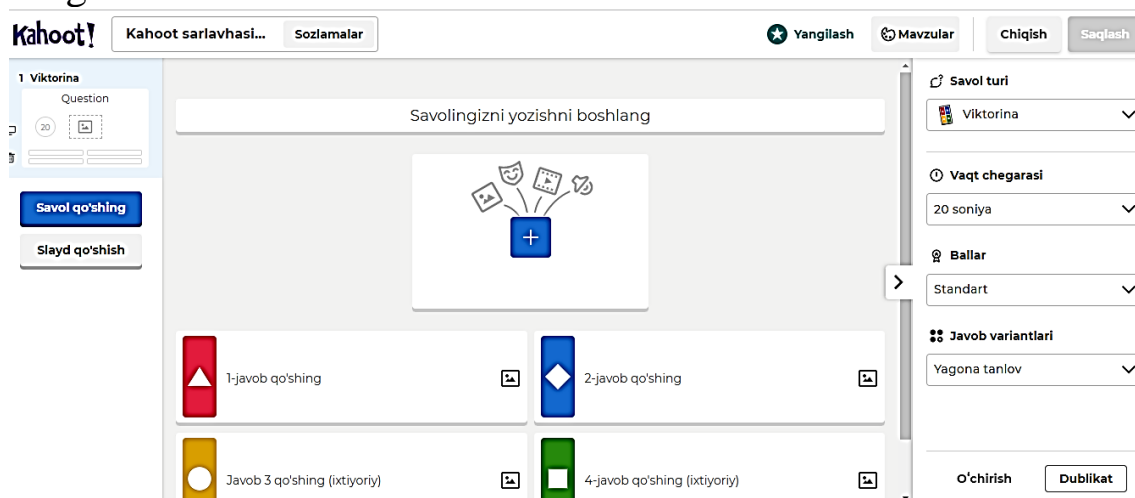 Kahoot!
Kahoot sarlavhasi...
Sozlamalar
Yangilash
Mavzular
Chiqish
Saqlash
1 Viktorina
Question
20
Savol qo'shing
Slayd qo'shish
Savolingizni yozishni boshlang
1-javob qo'shing
2-javob qo'shing
Javob 3 qo'shing (ixtiyoriy)
4-javob qo'shing (ixtiyoriy)
Savol turi
Viktorina
Vaqt chegarasi
20 soniya
Ballar
Standart
Javob variantlari
Yagona tanlov
Oʻchirish
Dublikat